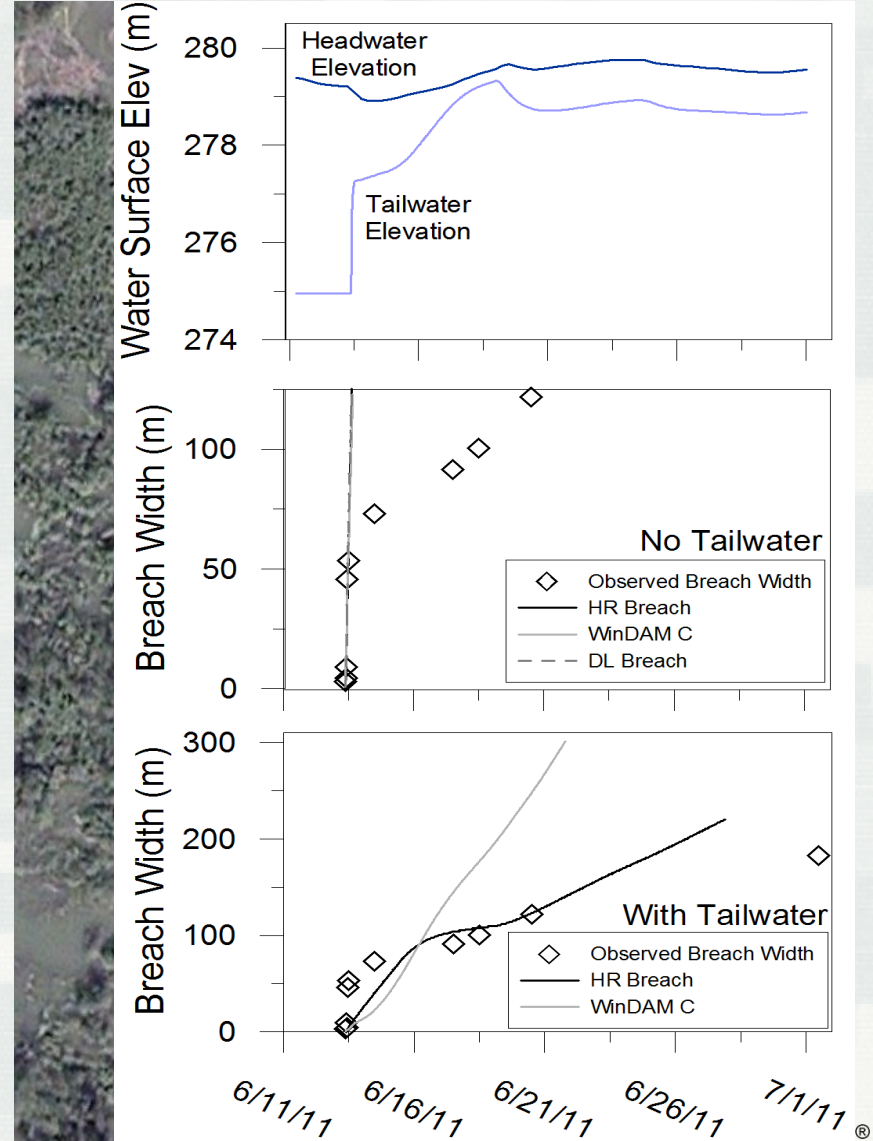 Water Surface Elev (m)
280
278
276
274
Headwater
Elevation
Tailwater
Elevation
Breach Width (m)
100
50
0
No Tailwater
Observed Breach Width
HR Breach
WinDAM C
DL Breach
Breach Width (m)
300
200
100
0
With Tailwater
Observed Breach Width
HR Breach
WinDAM C
6/11/11
6/16/11
6/21/11
6/26/11
7/1/11
®